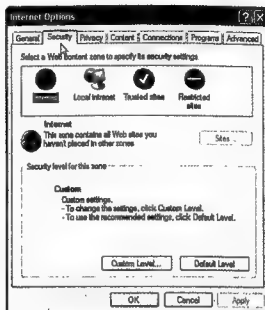 Internet Options
General Security Privacy Content Connections Programs Advanced
Select a Web content zone to specify its security settings
Local intranet Trusted sites Restricted sites
Internet
This zone contains all Web sites you haven't placed in other zones
Sites...
Security level for this zone
Custom
Custom settings.
- To change the settings, click Custom Level.
- To use the recommended settings, click Default Level.
Custom Level... Default Level
OK Cancel Apply